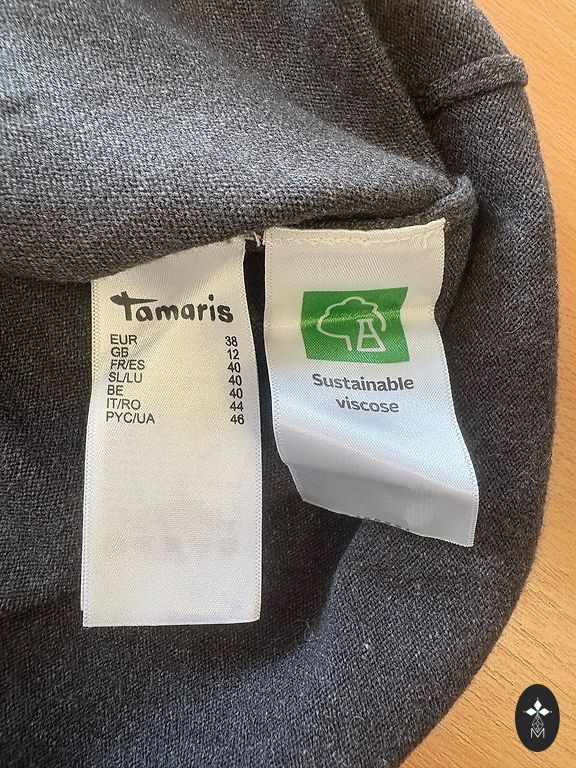 Tamaris
EUR 38
GB 12
FR/ES 40
SL/LU 40
BE 40
IT/RO 44
PYC/UA 46
Sustainable
viscose
M